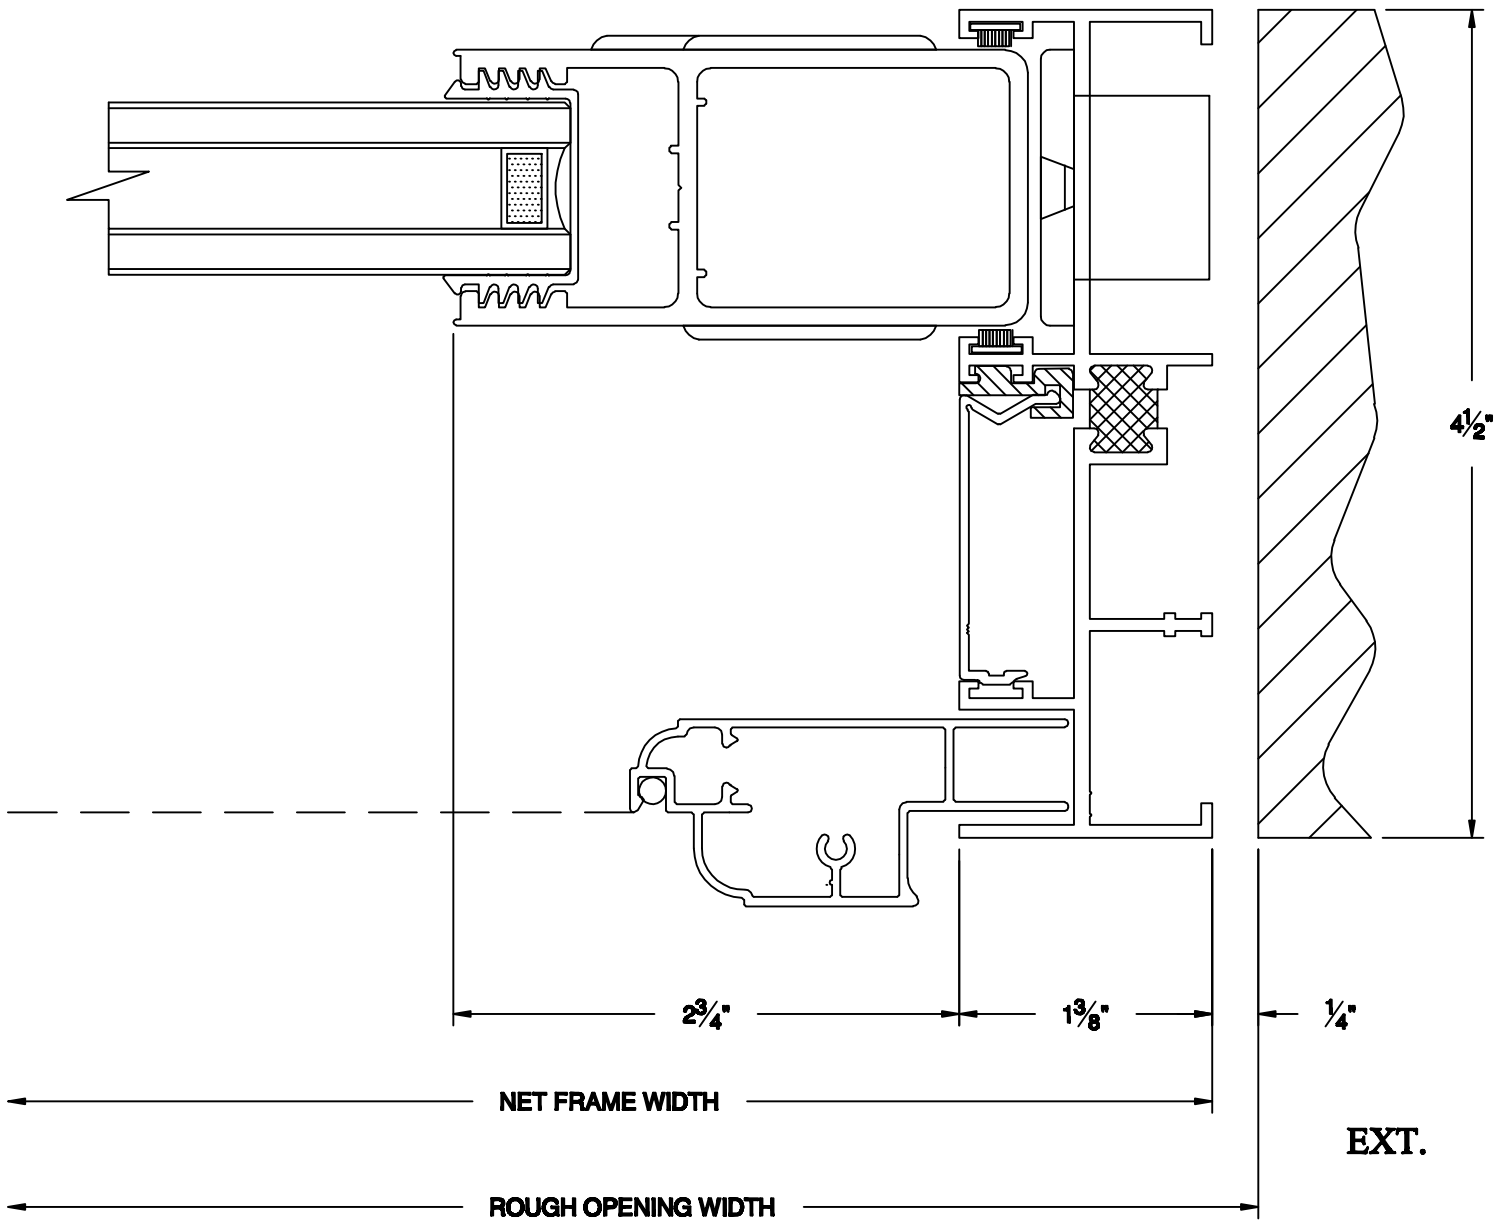 4½"
2¾"
1⅜"
¼"
NET FRAME WIDTH
EXT.
ROUGH OPENING WIDTH